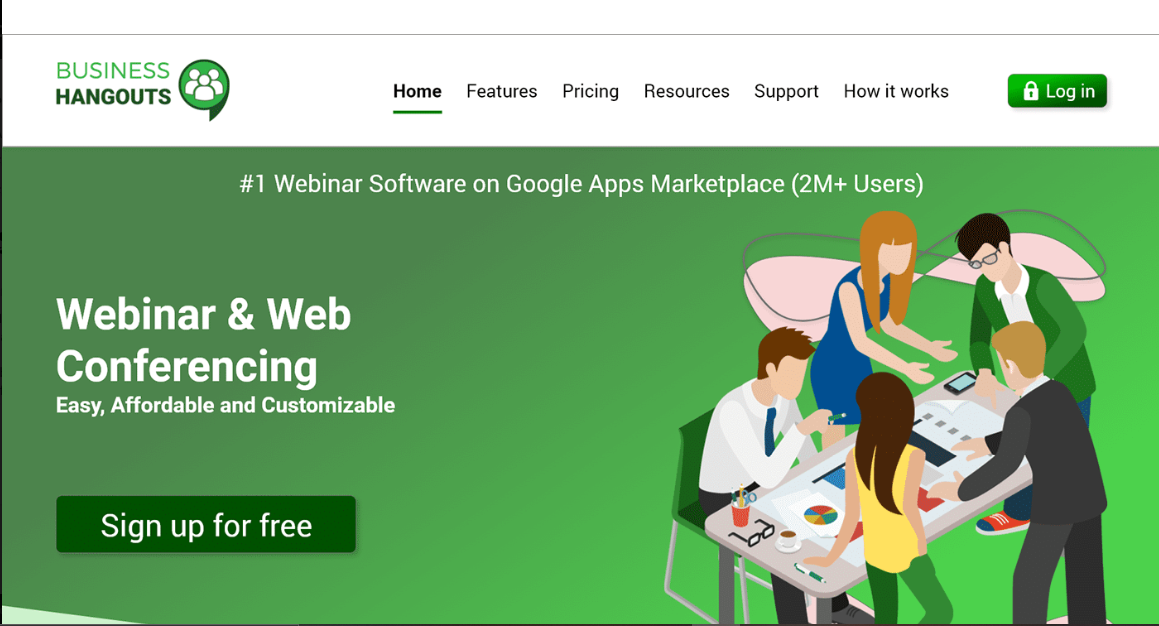 BUSINESS
HANGOUTS
Home Features Pricing Resources Support How it works Log in
#1 Webinar Software on Google Apps Marketplace (2M+ Users)
Webinar & Web
Conferencing
Easy, Affordable and Customizable
Sign up for free